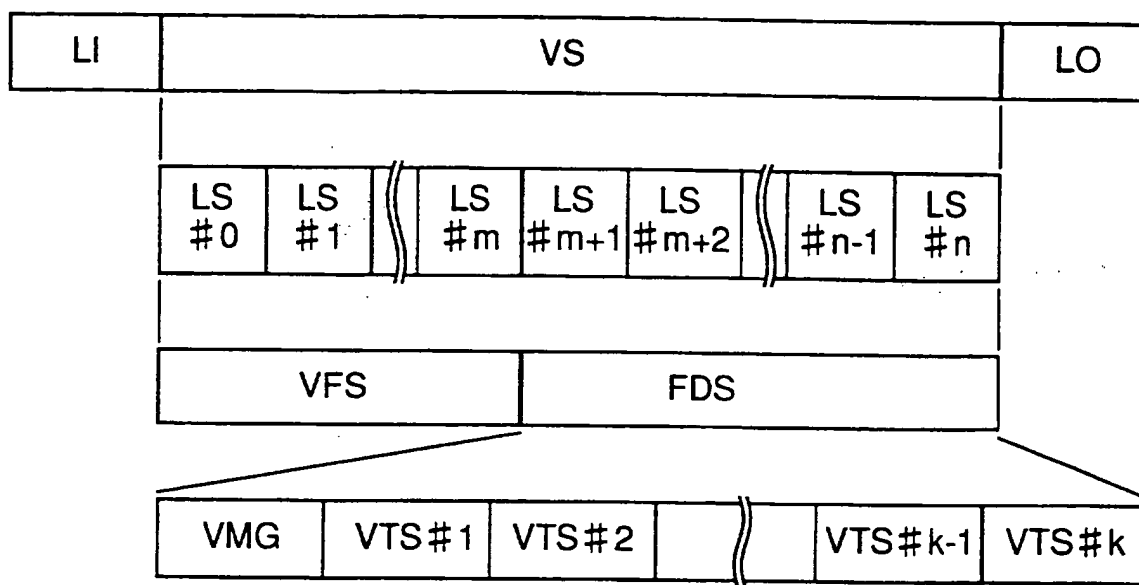 LI VS LO
LS LS LS LS LS LS LS
#0 #1 #m #m+1 #m+2 #n-1 #n
VFS FDS
VMG VTS#1 VTS#2 VTS#k-1 VTS#k